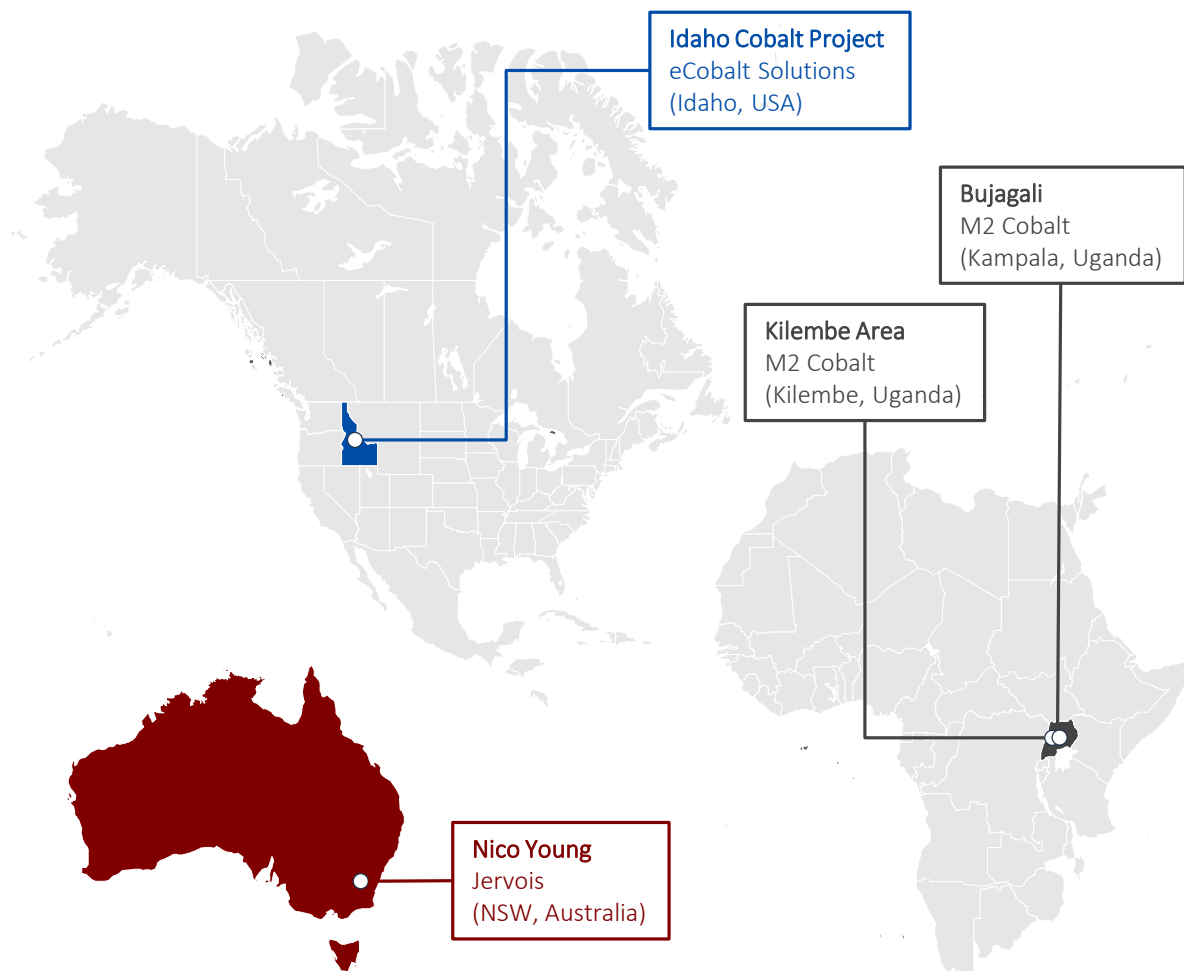 Idaho Cobalt Project
eCobalt Solutions
(Idaho, USA)
Bujagali
M2 Cobalt
(Kampala, Uganda)
Kilembe Area
M2 Cobalt
(Kilembe, Uganda)
Nico Young
Jervois
(NSW, Australia)